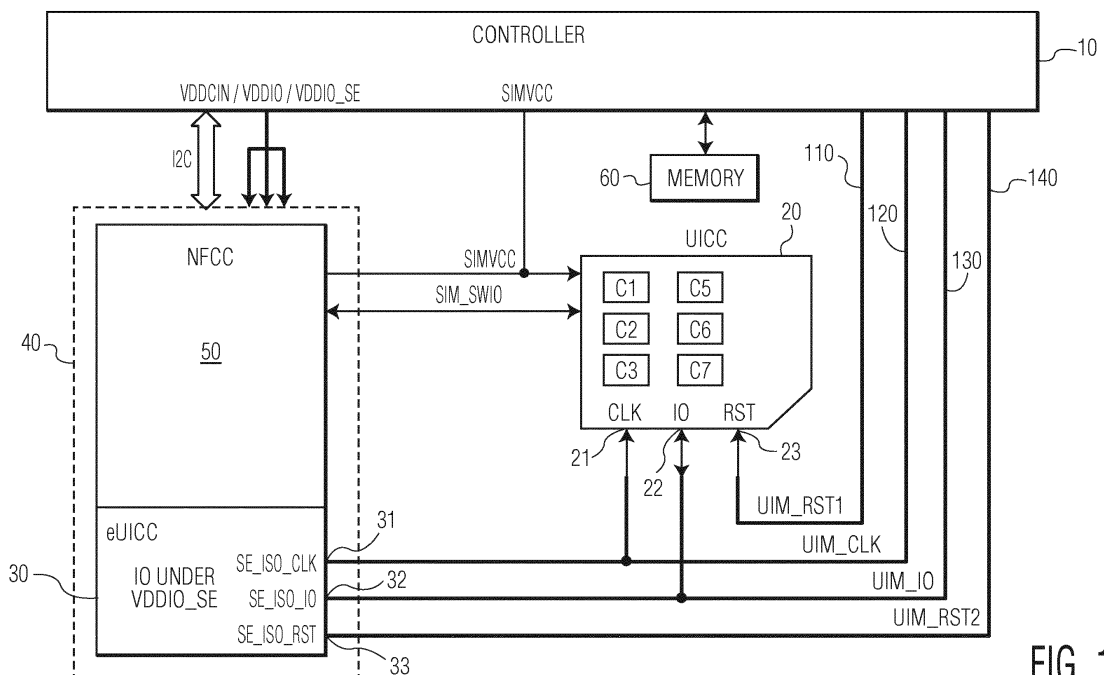 CONTROLLER
10
VDDCIN / VDDIO / VDDIO_SE
SIMVCC
I2C
60
MEMORY
110
140
120
130
UICC
20
NFCC
SIMVCC
SIM_SWIO
C1
C5
C2
C6
C3
C7
40
50
CLK
IO
RST
21
22
23
UIM_RST1
eUICC
31
UIM_CLK
SE_ISO_CLK
30
IO UNDER
VDDIO_SE
32
SE_ISO_IO
UIM_IO
UIM_RST2
SE_ISO_RST
33
FIG. 1